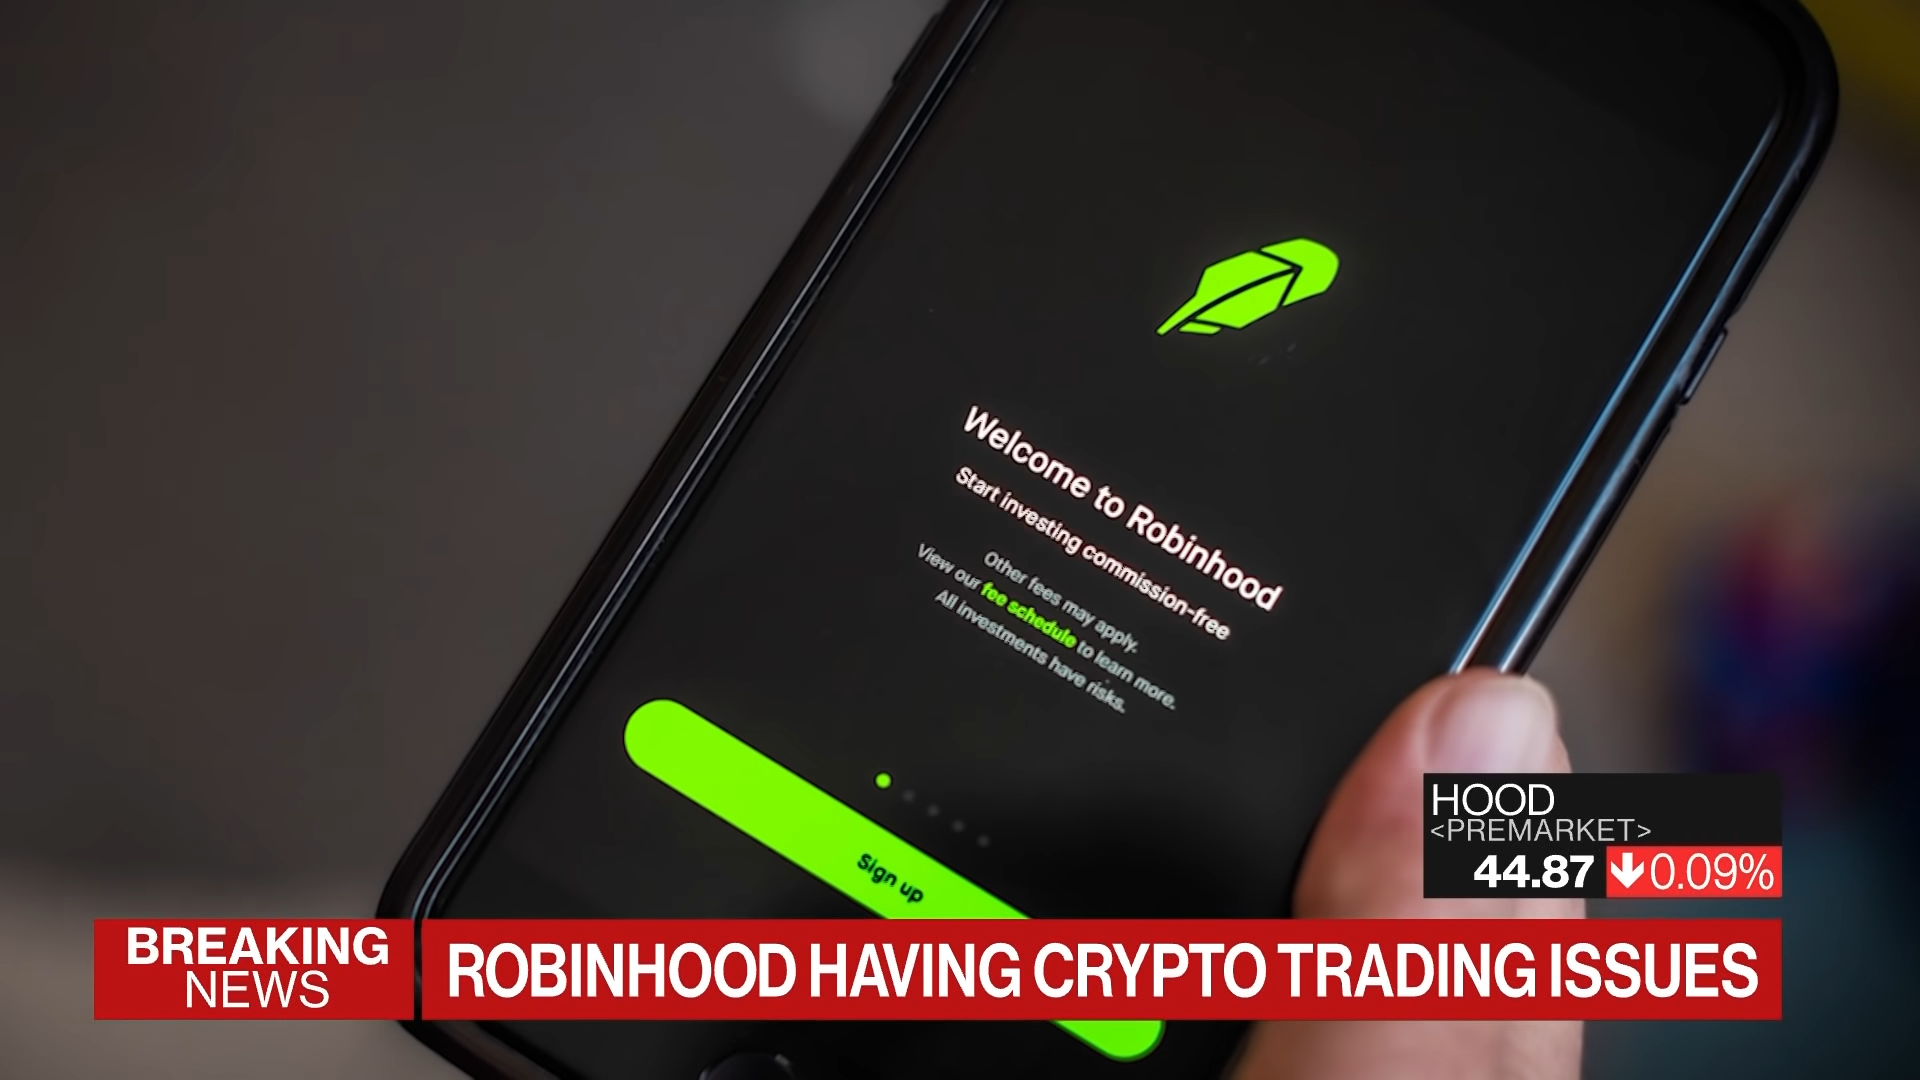 Welcome to Robinhood
Start investing commission-free
Other fees may apply.
View our fee schedule to learn more.
All investments have risks.
Sign up
HOOD
<PREMARKET>
44.87 0.09%
BREAKING
NEWS
ROBINHOOD HAVING CRYPTO TRADING ISSUES